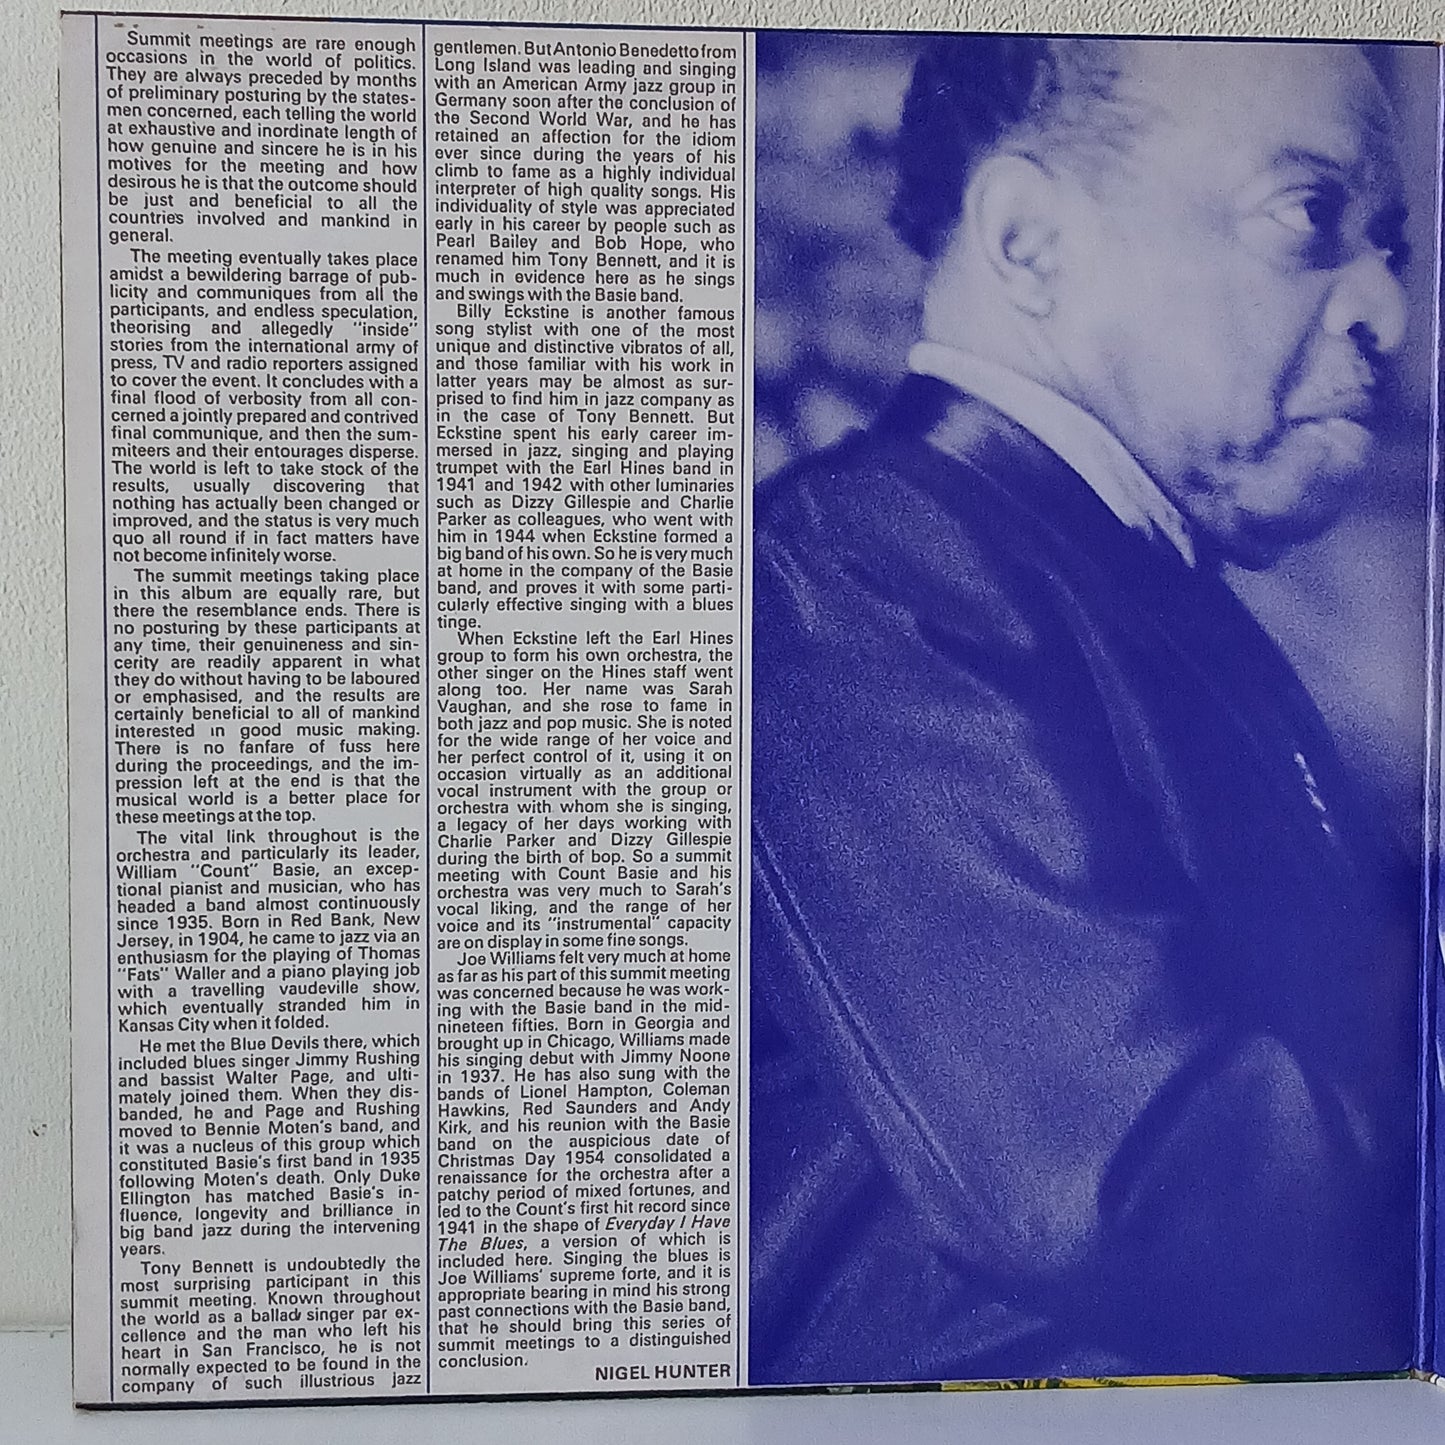 Summit meetings are rare enough
occasions in the world of politics.
They are always preceded by months
of preliminary posturing by the states-
men concerned, each telling the world
at exhaustive and inordinate length of
how genuine and sincere he is in his
motives for the meeting and how
desirous he is that the outcome should
be just and beneficial to all the
countries involved and mankind in
general.
The meeting eventually takes place
amidst a bewildering barrage of pub-
licity and communiques from all the
participants, and endless speculation,
theorising and allegedly "inside"
stories from the international army of
press, TV and radio reporters assigned
to cover the event. It concludes with a
final flood of verbosity from all con-
cerned a jointly prepared and contrived
final communique, and then the sum-
miteers and their entourages disperse.
The world is left to take stock of the
results, usually discovering that
nothing has actually been changed or
improved, and the status is very much
quo all round if in fact matters have
not become infinitely worse.
The summit meetings taking place
in this album are equally rare, but
there the resemblance ends. There is
no posturing by these participants at
any time, their genuineness and sin-
cerity are readily apparent in what
they do without having to be laboured
or emphasised, and the results are
certainly beneficial to all of mankind
interested in good music making.
There is no fanfare of fuss here
during the proceedings, and the im-
pression left at the end is that the
musical world is a better place for
these meetings at the top.
The vital link throughout is the
orchestra and particularly its leader,
William "Count" Basie, an excep-
tional pianist and musician, who has
headed a band almost continuously
since 1935. Born in Red Bank, New
Jersey, in 1904, he came to jazz via an
enthusiasm for the playing of Thomas
"Fats" Waller and a piano playing job
with a travelling vaudeville show,
which eventually stranded him in
Kansas City when it folded.
He met the Blue Devils there, which
included blues singer Jimmy Rushing
and bassist Walter Page, and ulti-
mately joined them. When they dis-
banded, he and Page and Rushing
moved to Bennie Moten's band, and
it was a nucleus of this group which
constituted Basie's first band in 1935
following Moten's death. Only Duke
Ellington has matched Basie's in-
fluence, longevity and brilliance in
big band jazz during the intervening
years.
Tony Bennett is undoubtedly the
most surprising participant in this
summit meeting. Known throughout
the world as a ballad singer par ex-
cellence and the man who left his
heart in San Francisco, he is not
normally expected to be found in the
company of such illustrious jazz
gentlemen. But Antonio Benedetto from
Long Island was leading and singing
with an American Army jazz group in
Germany soon after the conclusion of
the Second World War, and he has
retained an affection for the idiom
ever since during the years of his
climb to fame as a highly individual
interpreter of high quality songs. His
individuality of style was appreciated
early in his career by people such as
Pearl Bailey and Bob Hope, who
renamed him Tony Bennett, and it is
much in evidence here as he sings
and swings with the Basie band.
Billy Eckstine is another famous
song stylist with one of the most
unique and distinctive vibratos of all,
and those familiar with his work in
latter years may be almost as sur-
prised to find him in jazz company as
in the case of Tony Bennett. But
Eckstine spent his early career im-
mersed in jazz, singing and playing
trumpet with the Earl Hines band in
1941 and 1942 with other luminaries
such as Dizzy Gillespie and Charlie
Parker as colleagues, who went with
him in 1944 when Eckstine formed a
big band of his own. So he is very much
at home in the company of the Basie
band, and proves it with some parti-
cularly effective singing with a blues
tinge.
When Eckstine left the Earl Hines
group to form his own orchestra, the
other singer on the Hines staff went
along too. Her name was Sarah
Vaughan, and she rose to fame in
both jazz and pop music. She is noted
for the wide range of her voice and
her perfect control of it, using it on
occasion virtually as an additional
vocal instrument with the group or
orchestra with whom she is singing,
a legacy of her days working with
Charlie Parker and Dizzy Gillespie
during the birth of bop. So a summit
meeting with Count Basie and his
orchestra was very much to Sarah's
vocal liking, and the range of her
voice and its "instrumental" capacity
are on display in some fine songs.
Joe Williams felt very much at home
as far as his part of this summit meeting
was concerned because he was work-
ing with the Basie band in the mid-
nineteen fifties. Born in Georgia and
brought up in Chicago, Williams made
his singing debut with Jimmy Noone
in 1937. He has also sung with the
bands of Lionel Hampton, Coleman
Hawkins, Red Saunders and Andy
Kirk, and his reunion with the Basie
band on the auspicious date of
Christmas Day 1954 consolidated a
renaissance for the orchestra after a
patchy period of mixed fortunes, and
led to the Count's first hit record since
1941 in the shape of Everyday I Have
The Blues, a version of which is
included here. Singing the blues is
Joe Williams' supreme forte, and it is
appropriate bearing in mind his strong
past connections with the Basie band,
that he should bring this series of
summit meetings to a distinguished
conclusion.
NIGEL HUNTER